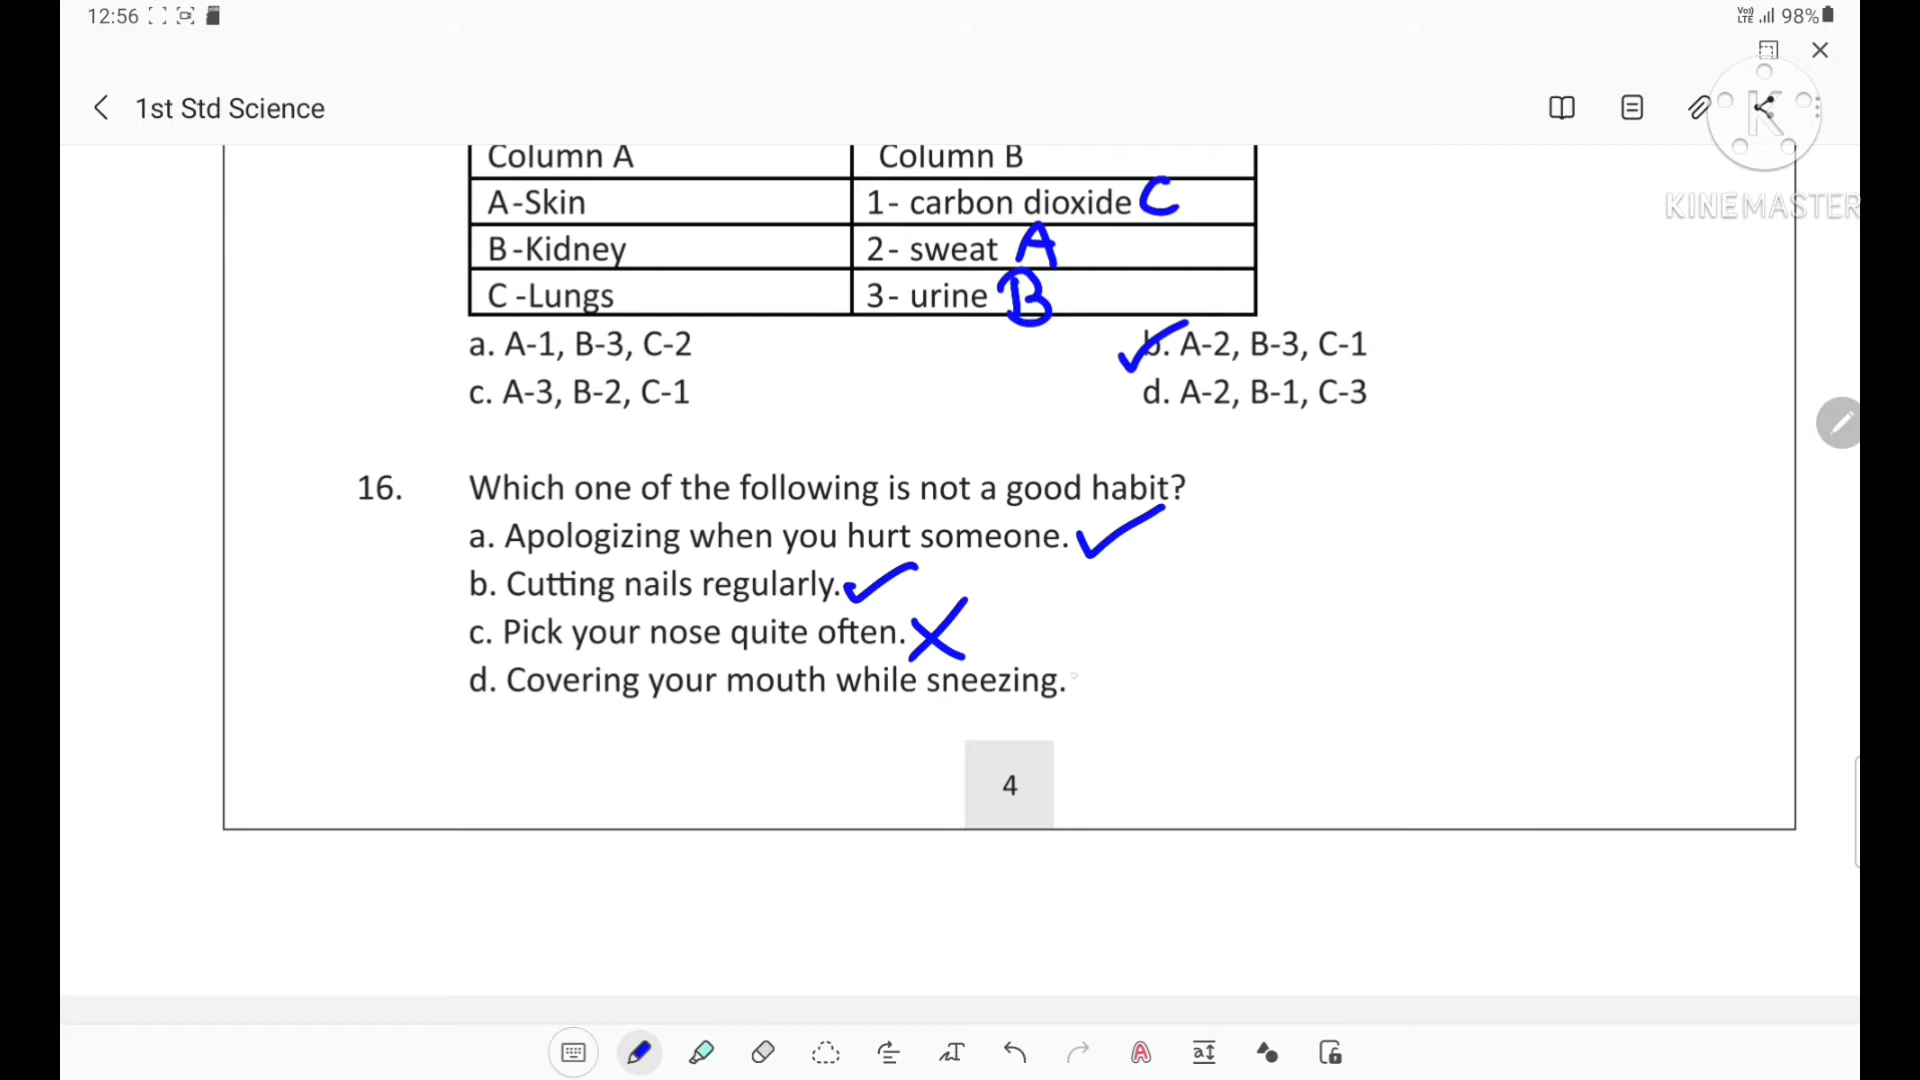 12:56
Voj)
LTE
98%
1st Std Science
K
KINEMASTER
Column A Column B
A-Skin 1- carbon dioxide C
B-Kidney 2- sweat A
C-Lungs 3- urine B
a. A-1, B-3, C-2 b. A-2, B-3, C-1
c. A-3, B-2, C-1 d. A-2, B-1, C-3
16. Which one of the following is not a good habit?
a. Apologizing when you hurt someone.
b. Cutting nails regularly.
c. Pick your nose quite often.
d. Covering your mouth while sneezing.
4